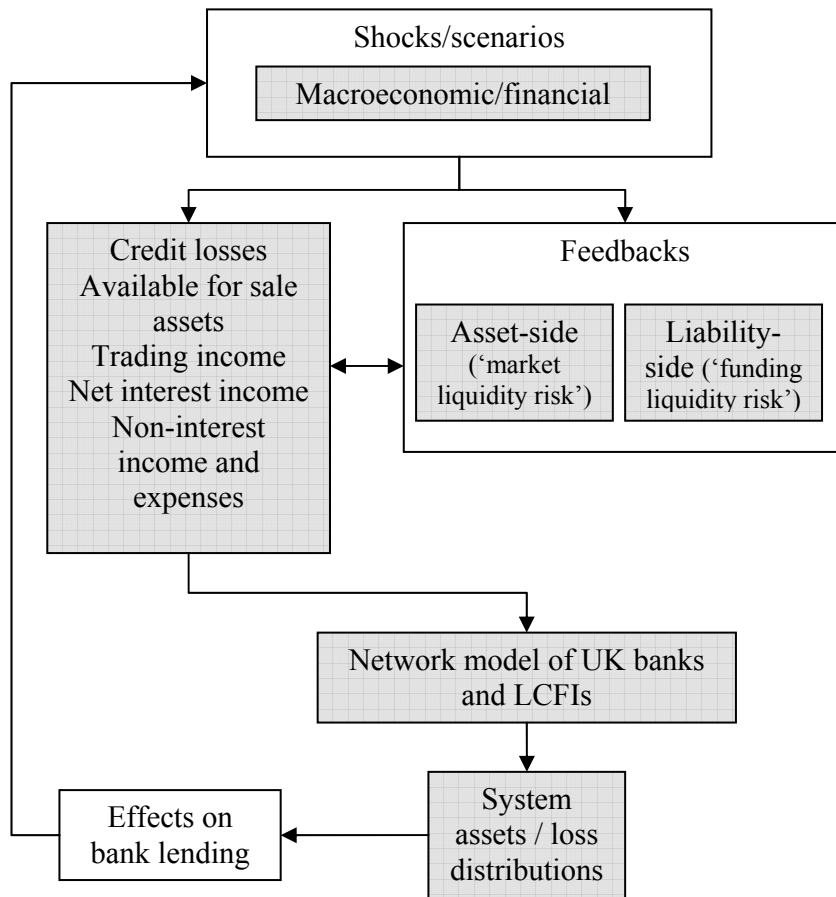 Shocks/scenarios
Macroeconomic/financial
Credit losses
Available for sale
assets
Trading income
Net interest income
Non-interest
income and
expenses
Feedbacks
Asset-side
(‘market
liquidity risk’)
Liability-
side (‘funding
liquidity risk’)
Network model of UK banks
and LCFIs
System
assets / loss
distributions
Effects on
bank lending